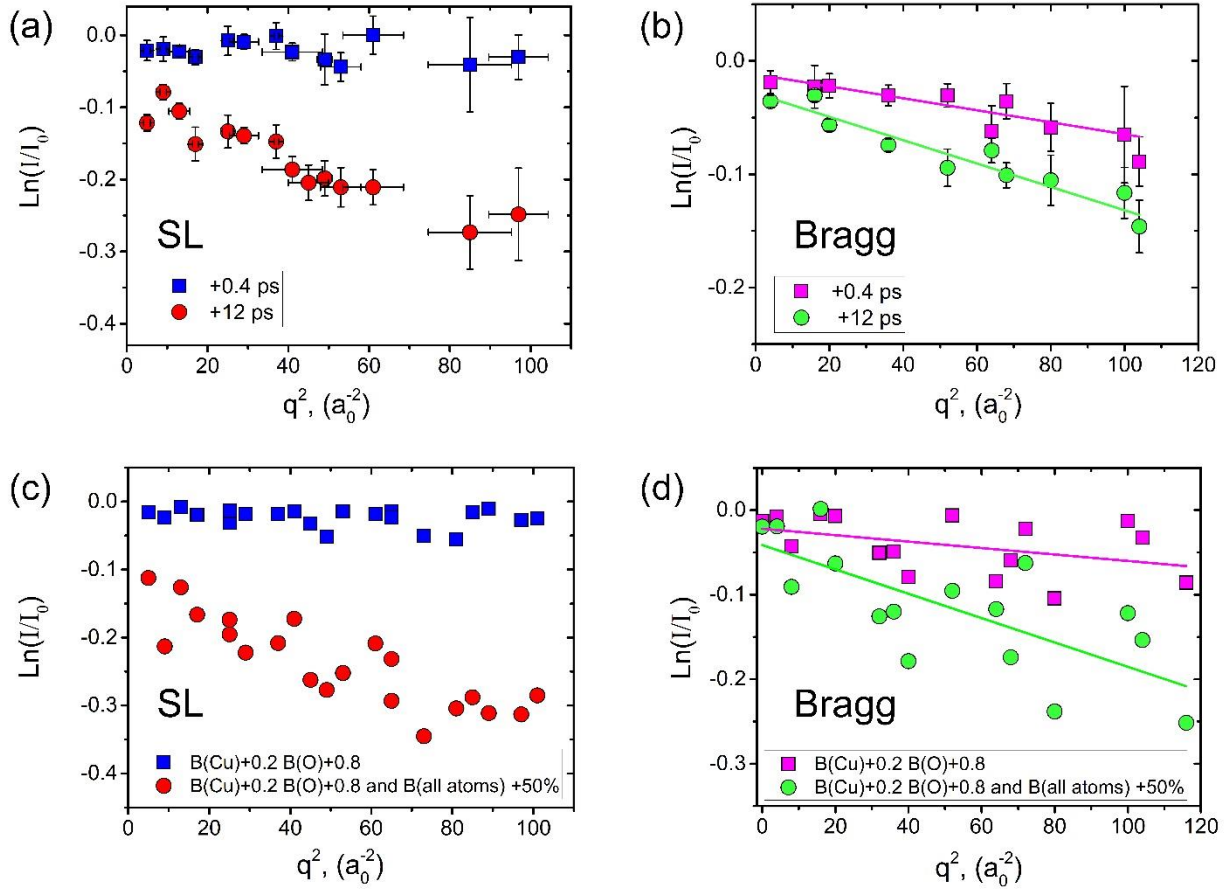 (a)
0.0
-0.1
-0.2
-0.3
-0.4
Ln(I/I₀)
SL
+0.4 ps
+12 ps
0 20 40 60 80 100
q², (a₀⁻²)
(b)
0.0
-0.1
-0.2
Ln(I/I₀)
Bragg
+0.4 ps
+12 ps
0 20 40 60 80 100 120
q², (a₀⁻²)
(c)
0.0
-0.1
-0.2
-0.3
-0.4
Ln(I/I₀)
SL
B(Cu)+0.2 B(O)+0.8
B(Cu)+0.2 B(O)+0.8 and B(all atoms) +50%
0 20 40 60 80 100
q², (a₀⁻²)
(d)
0.0
-0.1
-0.2
-0.3
Ln(I/I₀)
Bragg
B(Cu)+0.2 B(O)+0.8
B(Cu)+0.2 B(O)+0.8 and B(all atoms) +50%
0 20 40 60 80 100 120
q², (a₀⁻²)